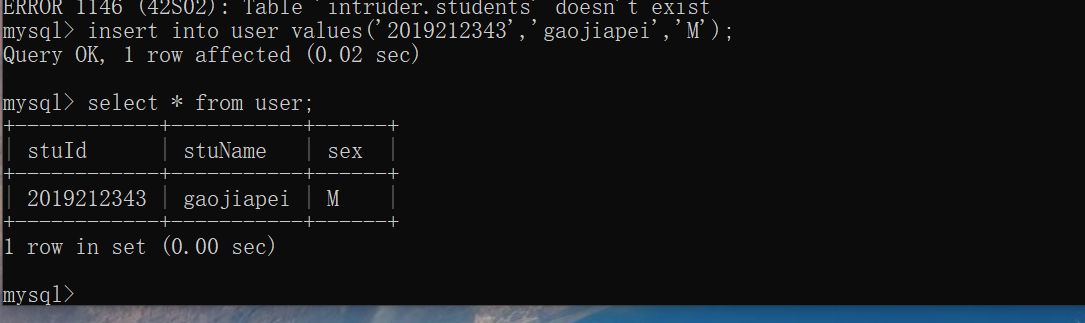 ERROR 1146 (42S02): Table 'intruder.students' doesn't exist
mysql> insert into user values('2019212343','gaojiapei','M');
Query OK, 1 row affected (0.02 sec)
mysql> select * from user;
+------------+-----------+------+
| stuId      | stuName   | sex  |
+------------+-----------+------+
| 2019212343 | gaojiapei | M    |
+------------+-----------+------+
1 row in set (0.00 sec)
mysql>